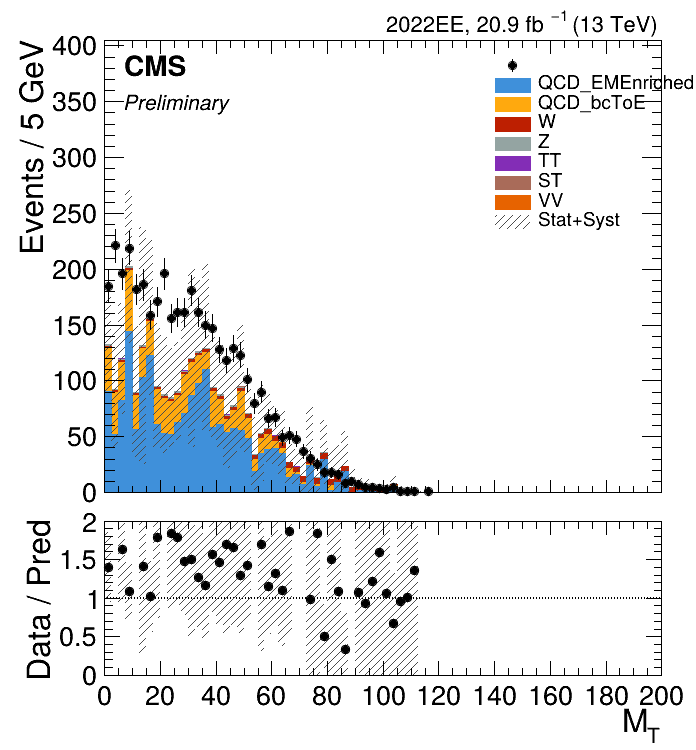 2022EE, 20.9 fb⁻¹ (13 TeV)
CMS
Preliminary
QCD_EMEnriched
QCD_bcToE
W
Z
TT
ST
VV
Stat+Syst
Events / 5 GeV
400
350
300
250
200
150
100
50
0
Data / Pred
2
1.5
1
0.5
0
0 20 40 60 80 100 120 140 160 180 200
M_T